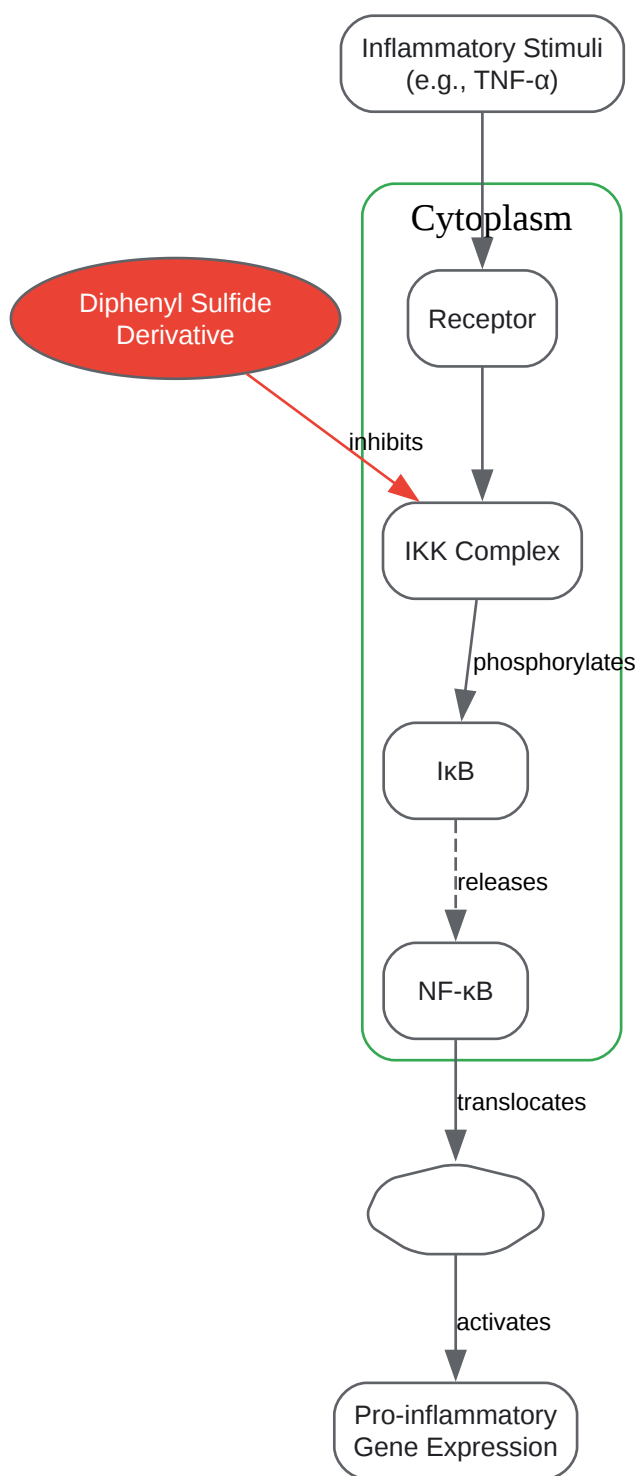 Inflammatory Stimuli
(e.g., TNF-α)
Cytoplasm
Diphenyl Sulfide
Derivative
Receptor
inhibits
IKK Complex
phosphorylates
IκB
releases
NF-κB
translocates
activates
Pro-inflammatory
Gene Expression